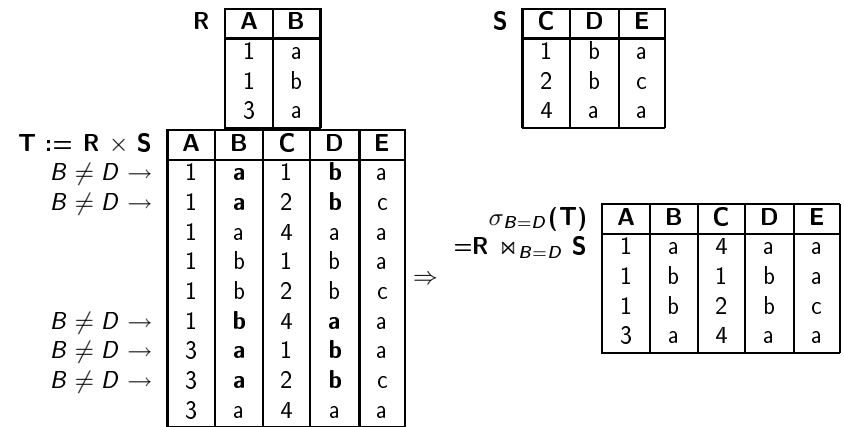 R A B
1 a
1 b
3 a
S C D E
1 b a
2 b c
4 a a
T := R × S A B C D E
B ≠ D → 1 a 1 b a
B ≠ D → 1 a 2 b c
1 a 4 a a
1 b 1 b a
1 b 2 b c
B ≠ D → 1 b 4 a a
B ≠ D → 3 a 1 b a
B ≠ D → 3 a 2 b c
3 a 4 a a
⇒
σB=D(T)
=R ⋈B=D S
A B C D E
1 a 4 a a
1 b 1 b a
1 b 2 b c
3 a 4 a a